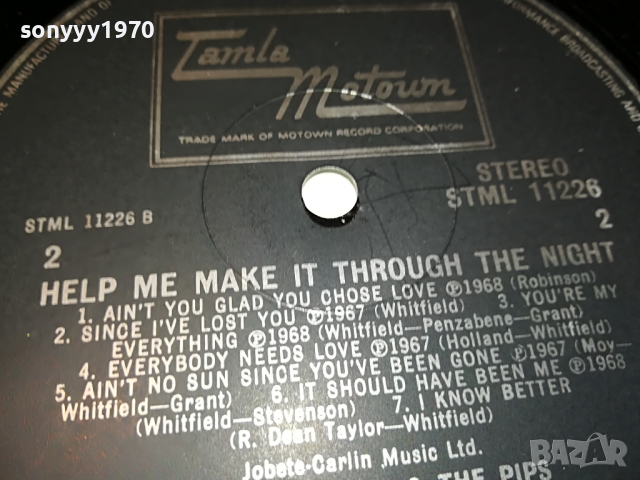 sonyyy1970
sonyyy1970
Tamla
Motown
TRADE MARK OF MOTOWN RECORD CORPORATION
STEREO
STML 11226 B
STML 11226
2
2
HELP ME MAKE IT THROUGH THE NIGHT
1. AIN'T YOU GLAD YOU CHOSE LOVE ℗1968 (Robinson)
2. SINCE I'VE LOST YOU ℗1967 (Whitfield) 3. YOU'RE MY
EVERYTHING ℗1968 (Whitfield—Penzabene—Grant)
4. EVERYBODY NEEDS LOVE ℗1967 (Holland—Whitfield)
5. AIN'T NO SUN SINCE YOU'VE BEEN GONE ℗1967 (Moy—
Whitfield—Grant) 6. IT SHOULD HAVE BEEN ME ℗1968
(Whitfield—Stevenson) 7. I KNOW BETTER
(R. Dean Taylor—Whitfield)
Jobete-Carlin Music Ltd.
THE PIPS
BAZAR